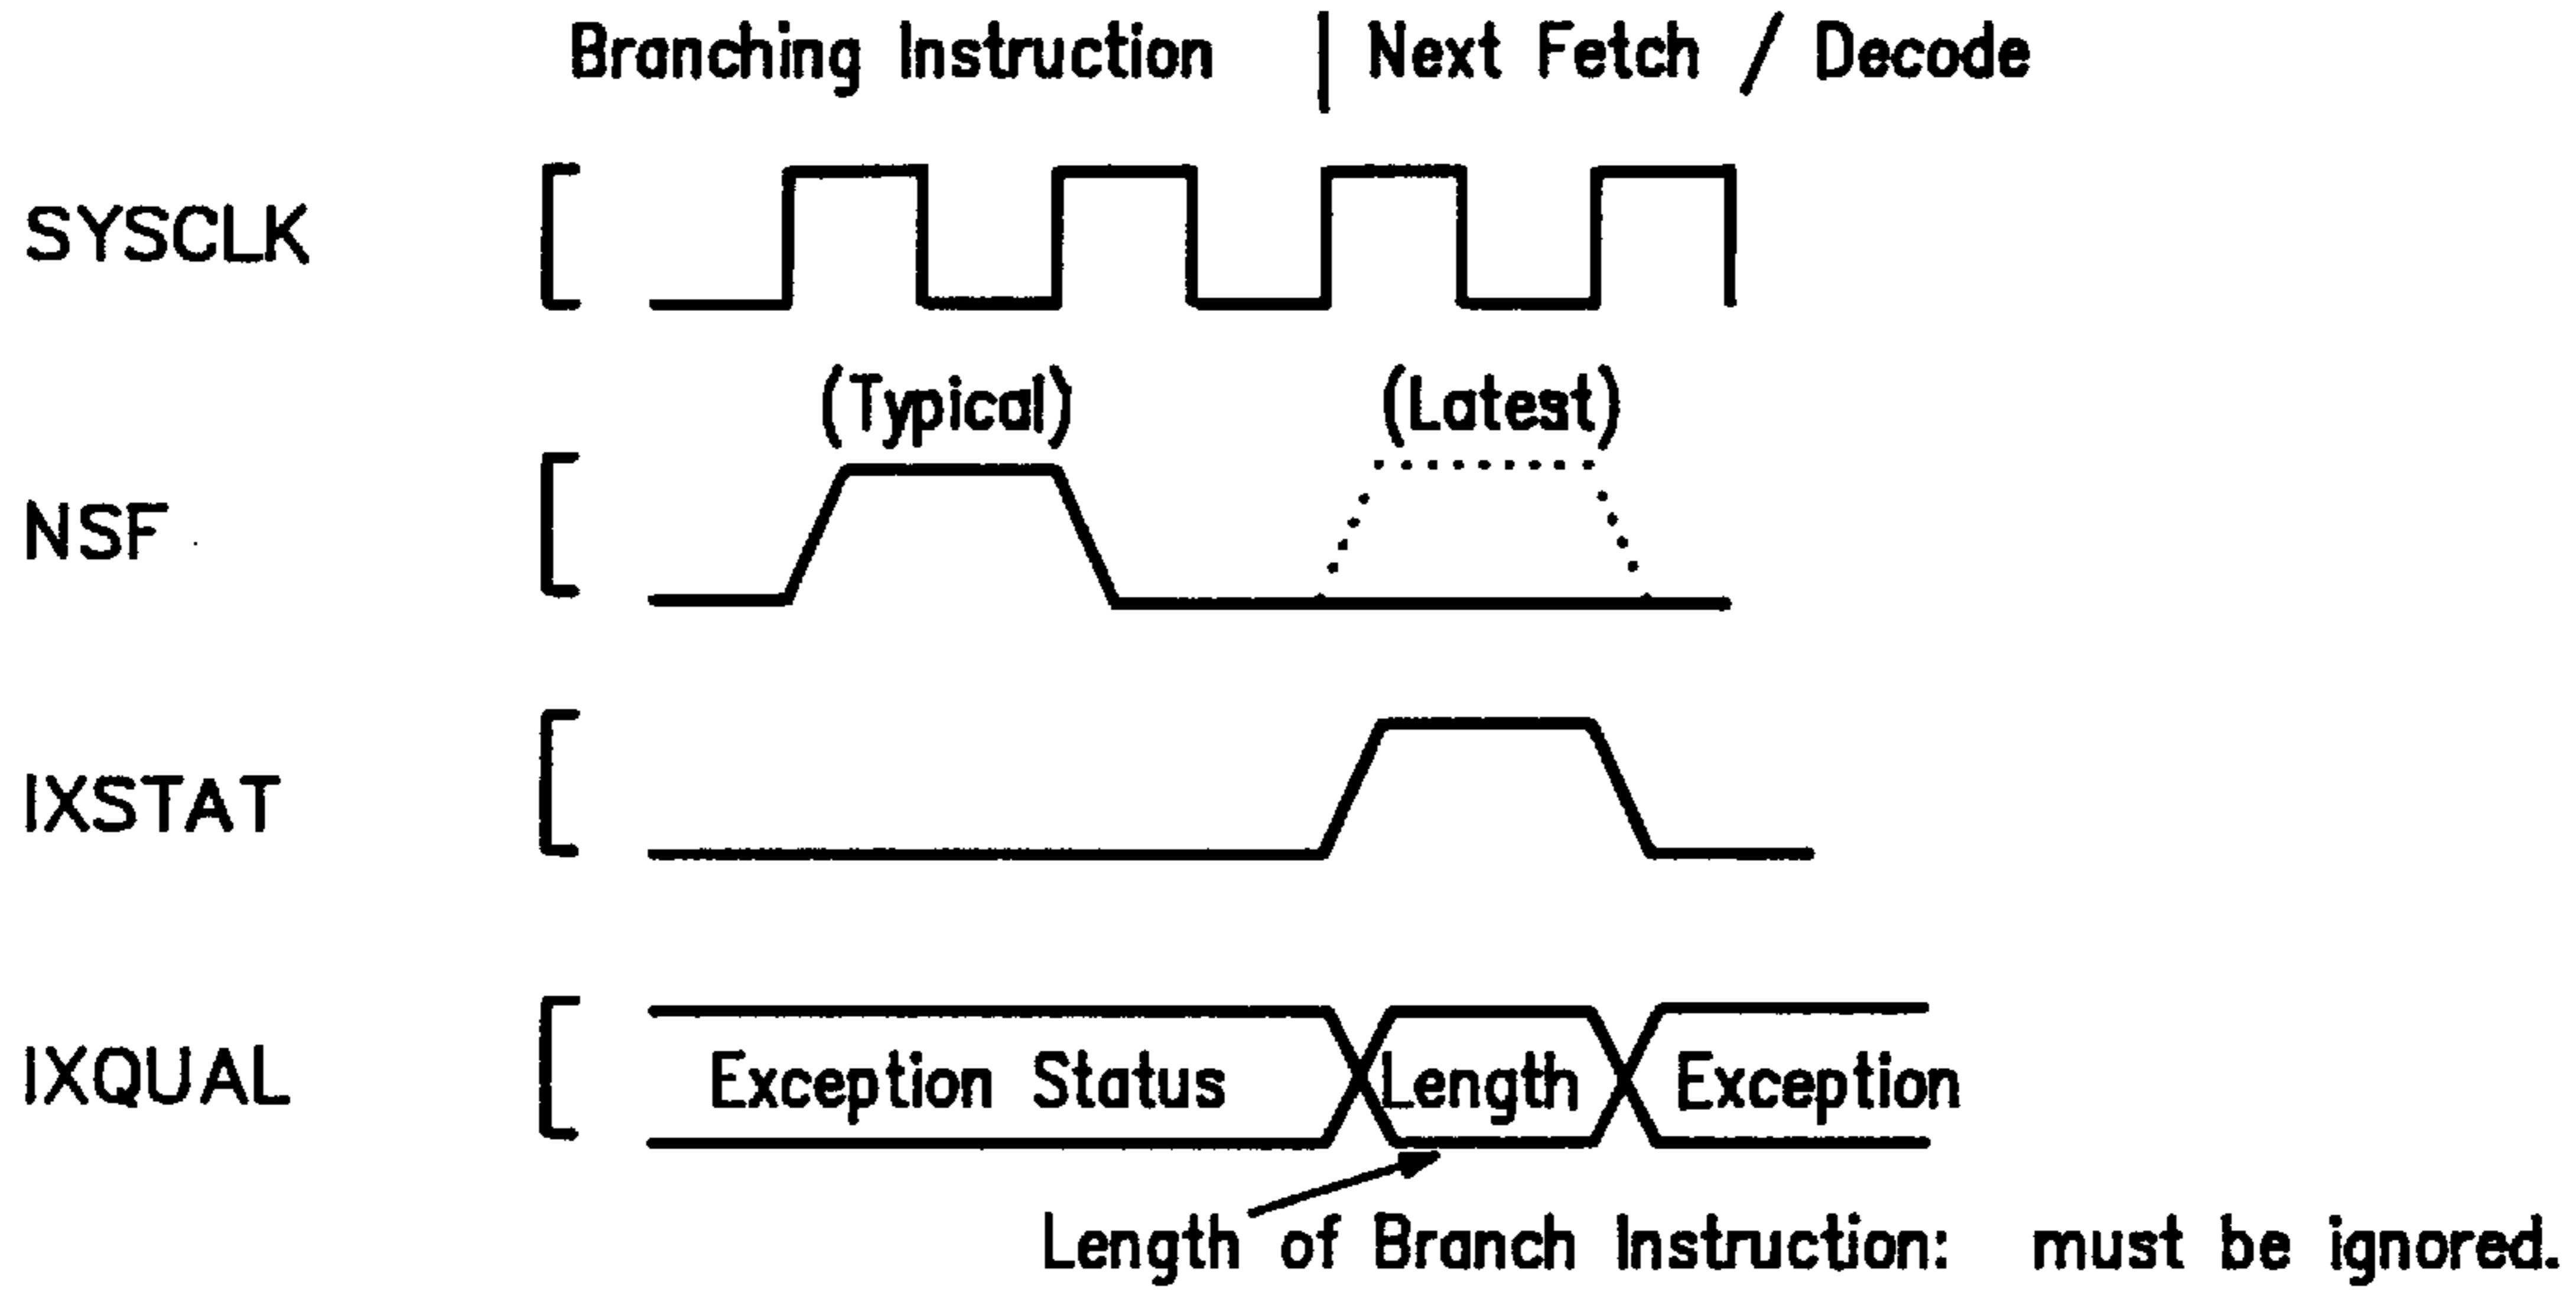 Branching Instruction | Next Fetch / Decode
SYSCLK
(Typical) (Latest)
NSF
IXSTAT
IXQUAL Exception Status Length Exception
Length of Branch Instruction: must be ignored.